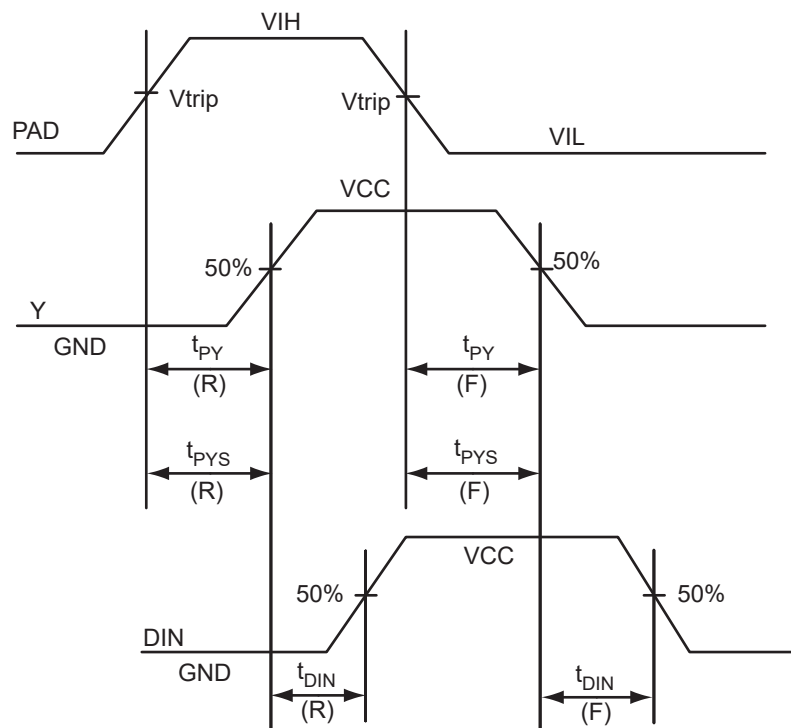 VIH
Vtrip
Vtrip
PAD
VIL
VCC
50%
50%
Y
GND
tPY
(R)
tPY
(F)
tPYS
(R)
tPYS
(F)
VCC
50%
50%
DIN
GND
tDIN
(R)
tDIN
(F)